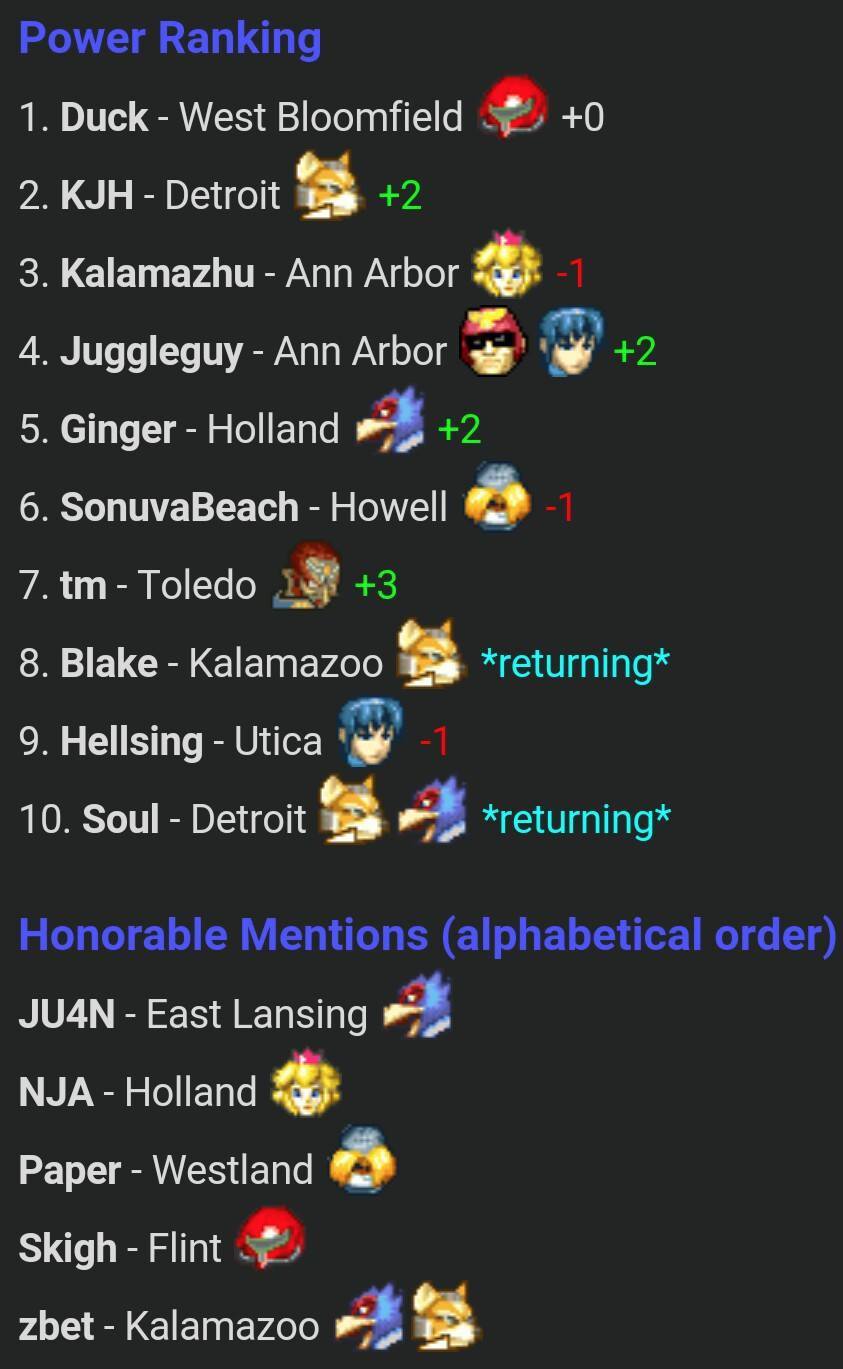 Power Ranking
1. Duck - West Bloomfield +0
2. KJH - Detroit +2
3. Kalamazhu - Ann Arbor -1
4. Juggleguy - Ann Arbor +2
5. Ginger - Holland +2
6. SonuvaBeach - Howell -1
7. tm - Toledo +3
8. Blake - Kalamazoo *returning*
9. Hellsing - Utica -1
10. Soul - Detroit *returning*
Honorable Mentions (alphabetical order)
JU4N - East Lansing
NJA - Holland
Paper - Westland
Skigh - Flint
zbet - Kalamazoo